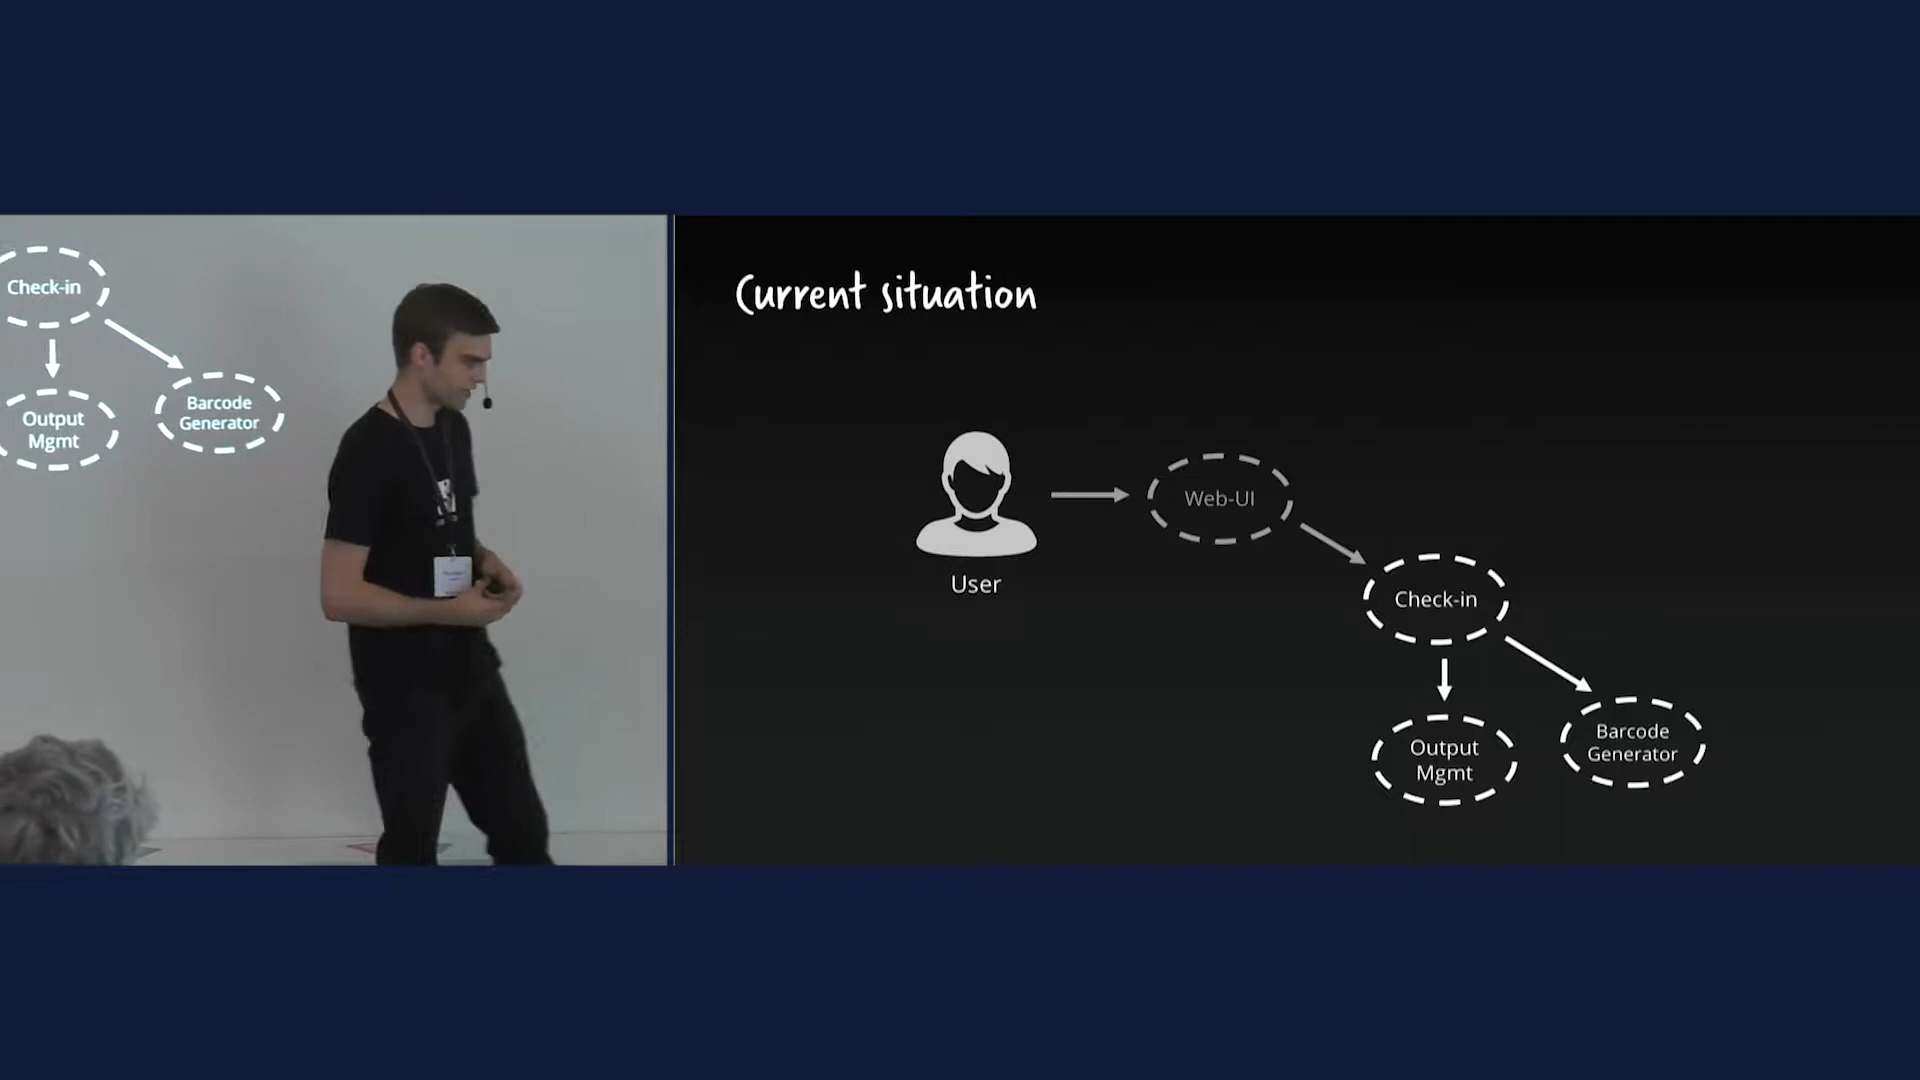 Check-in
Output
Mgmt
Barcode
Generator
Current situation
User
Web-UI
Check-in
Output
Mgmt
Barcode
Generator